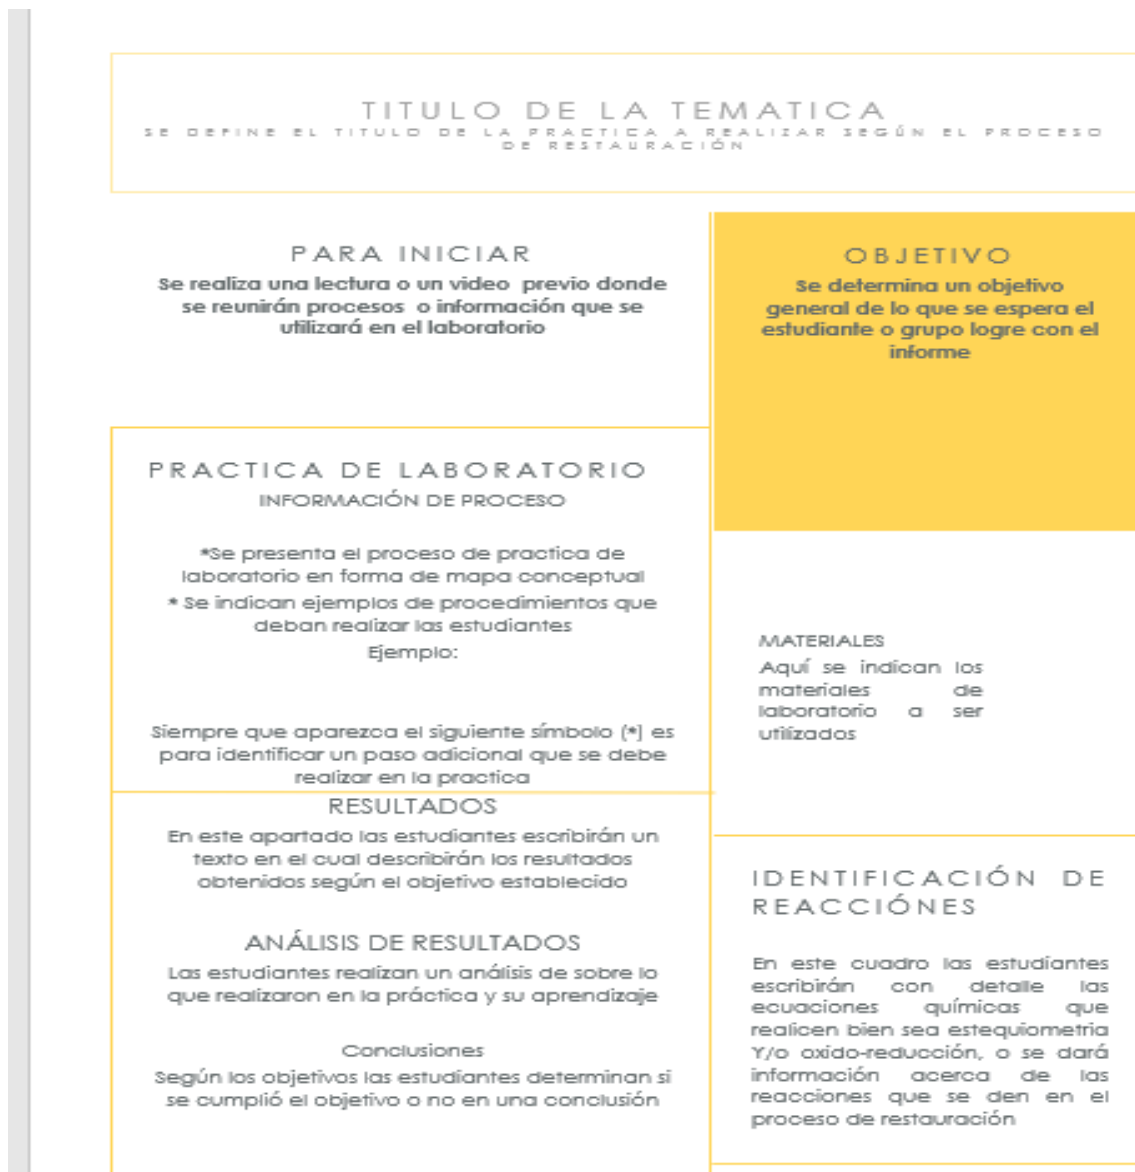 TITULO DE LA TEMATICA
SE DEFINE EL TITULO DE LA PRACTICA A REALIZAR SEGÚN EL PROCESO
DE RESTAURACIÓN
PARA INICIAR
Se realiza una lectura o un video previo donde
se reunirán procesos o información que se
utilizará en el laboratorio
OBJETIVO
Se determina un objetivo
general de lo que se espera el
estudiante o grupo logre con el
informe
PRACTICA DE LABORATORIO
INFORMACIÓN DE PROCESO
*Se presenta el proceso de practica de
laboratorio en forma de mapa conceptual
* Se indican ejemplos de procedimientos que
deban realizar las estudiantes
Ejemplo:
Siempre que aparezca el siguiente símbolo (*) es
para identificar un paso adicional que se debe
realizar en la practica
MATERIALES
Aquí se indican los
materiales de
laboratorio a ser
utilizados
RESULTADOS
En este apartado las estudiantes escribirán un
texto en el cual describirán los resultados
obtenidos según el objetivo establecido
ANÁLISIS DE RESULTADOS
Las estudiantes realizan un análisis de sobre lo
que realizaron en la práctica y su aprendizaje
Conclusiones
Según los objetivos las estudiantes determinan si
se cumplió el objetivo o no en una conclusión
IDENTIFICACIÓN DE
REACCIÓNES
En este cuadro las estudiantes
escribirán con detalle las
ecuaciones químicas que
realicen bien sea estequiometria
Y/o oxido-reducción, o se dará
información acerca de las
reacciones que se den en el
proceso de restauración